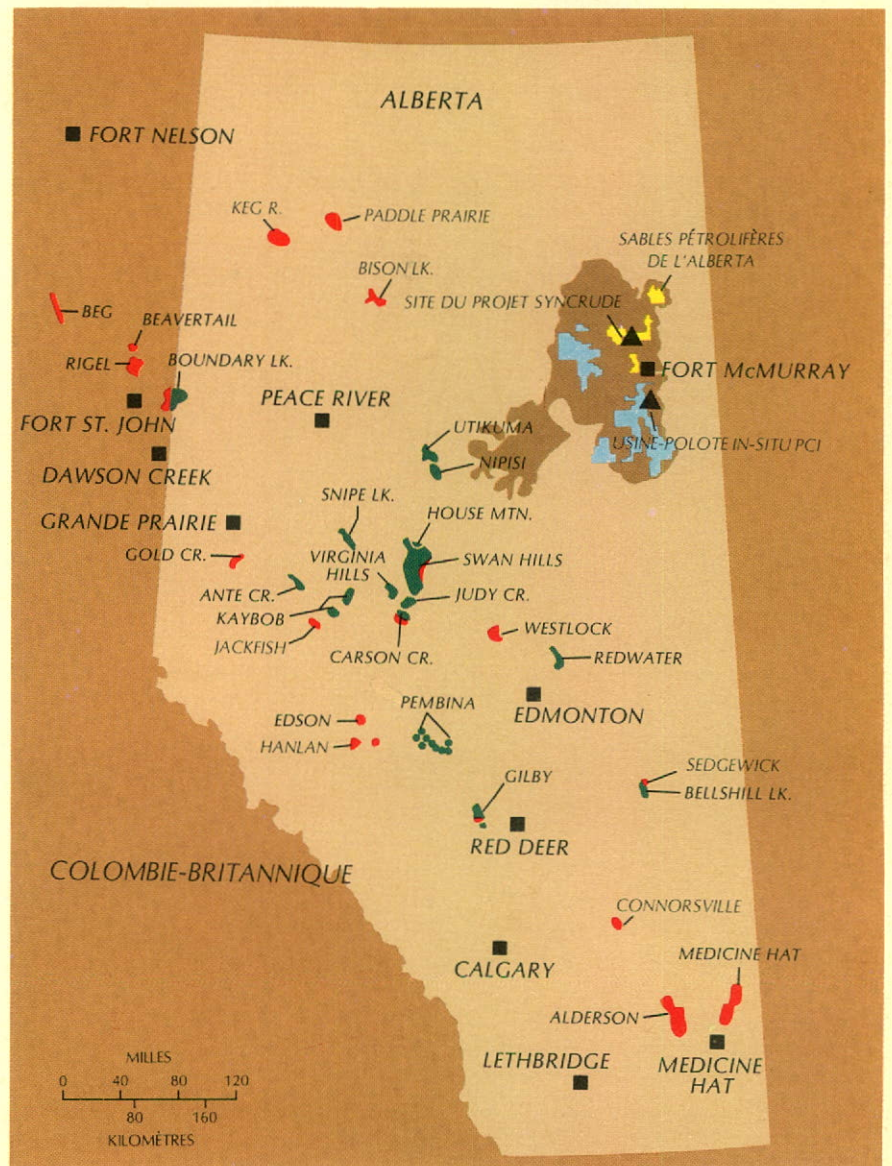 ALBERTA
FORT NELSON
KEG R.
PADDLE PRAIRIE
SABLES PÉTROLIFÈRES
DE L'ALBERTA
BISON LK.
SITE DU PROJET SYNCRUDE
BEG
BEAVERTAIL
RIGEL
BOUNDARY LK.
FORT McMURRAY
PEACE RIVER
FORT ST. JOHN
UTIKUMA
USINE-POLOTE IN-SITU PCI
NIPISI
DAWSON CREEK
SNIPE LK.
HOUSE MTN.
GRANDE PRAIRIE
GOLD CR.
VIRGINIA
HILLS
SWAN HILLS
ANTE CR.
JUDY CR.
KAYBOB
JACKFISH
CARSON CR.
WESTLOCK
REDWATER
PEMBINA
EDMONTON
EDSON
HANLAN
SEDGEWICK
GILBY
BELLSHILL LK.
RED DEER
COLOMBIE-BRITANNIQUE
CONNORSVILLE
MEDICINE HAT
CALGARY
ALDERSON
MILLES
LETHBRIDGE
MEDICINE
HAT
0 40 80 120
80 160
KILOMÈTRES